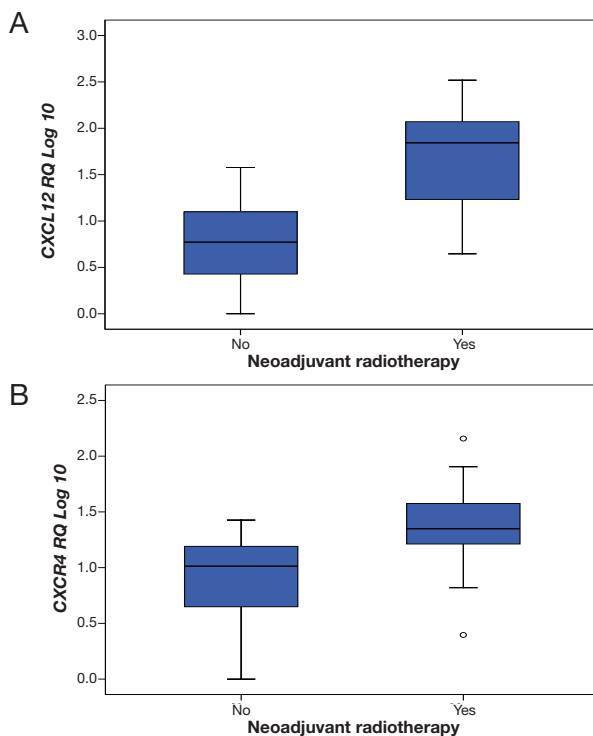 A
CXCL12 RQ Log 10
3.0
2.5
2.0
1.5
1.0
0.5
0.0
No Yes
Neoadjuvant radiotherapy
B
CXCR4 RQ Log 10
2.5
2.0
1.5
1.0
0.5
0.0
No Yes
Neoadjuvant radiotherapy